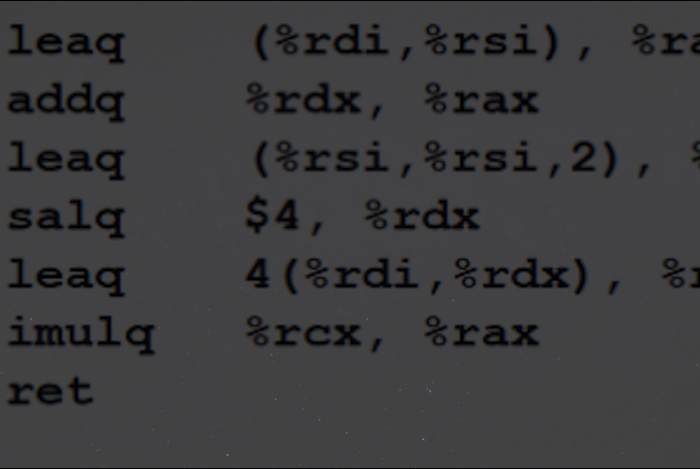 leaq (%rdi,%rsi),
addq %rdx, %rax
leaq (%rsi,%rsi,2),
salq $4, %rdx
leaq 4(%rdi,%rdx),
imulq %rcx, %rax
ret